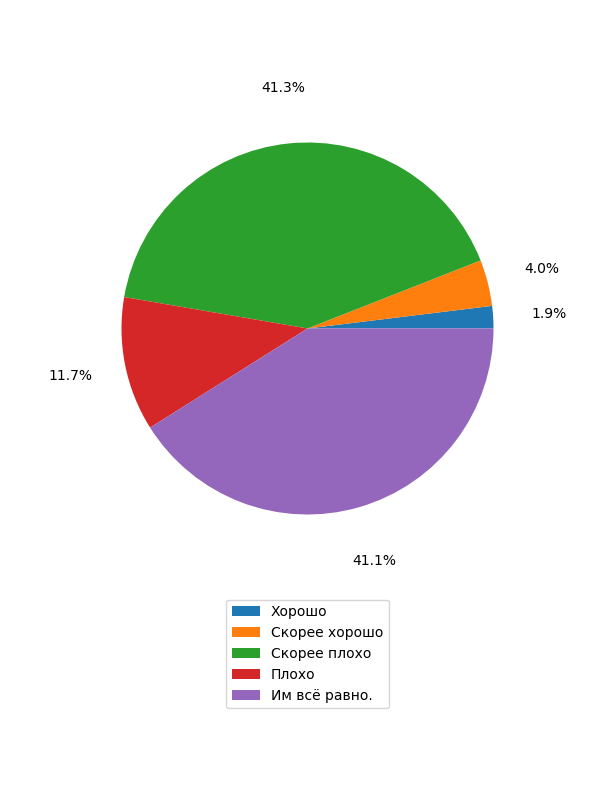 41.3%
4.0%
1.9%
11.7%
41.1%
Хорошо
Скорее хорошо
Скорее плохо
Плохо
Им всё равно.